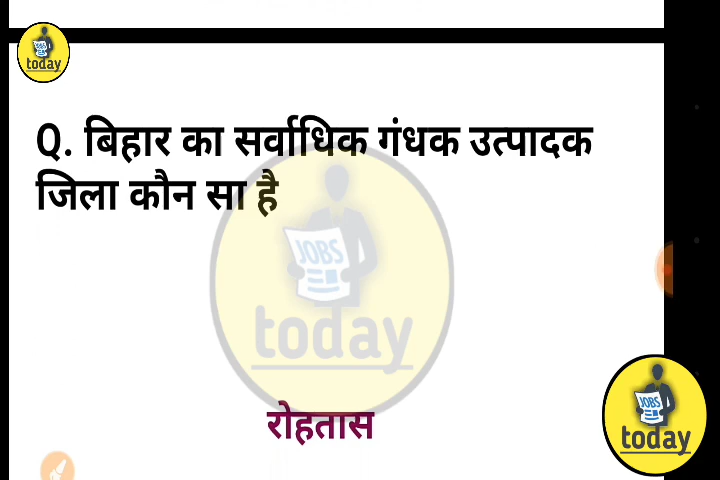 today
Q. बिहार का सर्वाधिक गंधक उत्पादक
जिला कौन सा है
JOBS
today
रोहतास
JOBS
today